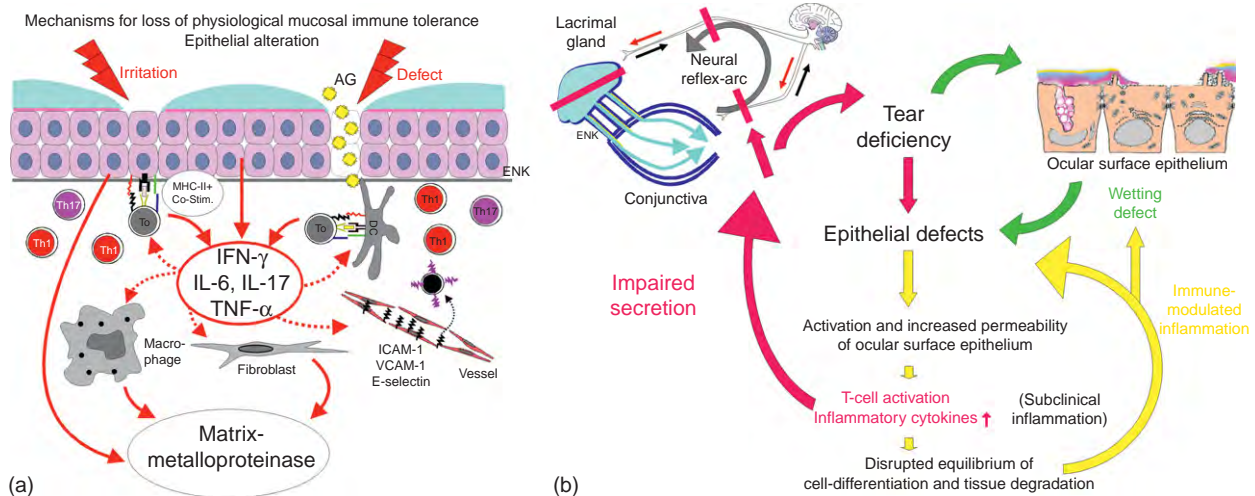 Mechanisms for loss of physiological mucosal immune tolerance
Epithelial alteration
Irritation
AG
Defect
ENK
Th17
Th1
Th1
To
MHC-II+
Co-Stim.
To
DC
Th1
Th17
Th1
IFN-γ
IL-6, IL-17
TNF-α
Macro-
phage
Fibroblast
ICAM-1
VCAM-1
E-selectin
Vessel
Matrix-
metalloproteinase
(a)
Lacrimal
gland
Neural
reflex-arc
ENK
Conjunctiva
Tear
deficiency
Ocular surface epithelium
Wetting
defect
Epithelial defects
Impaired
secretion
Immune-
modulated
inflammation
Activation and increased permeability
of ocular surface epithelium
T-cell activation
Inflammatory cytokines
(Subclinical
inflammation)
Disrupted equilibrium of
cell-differentiation and tissue degradation
(b)